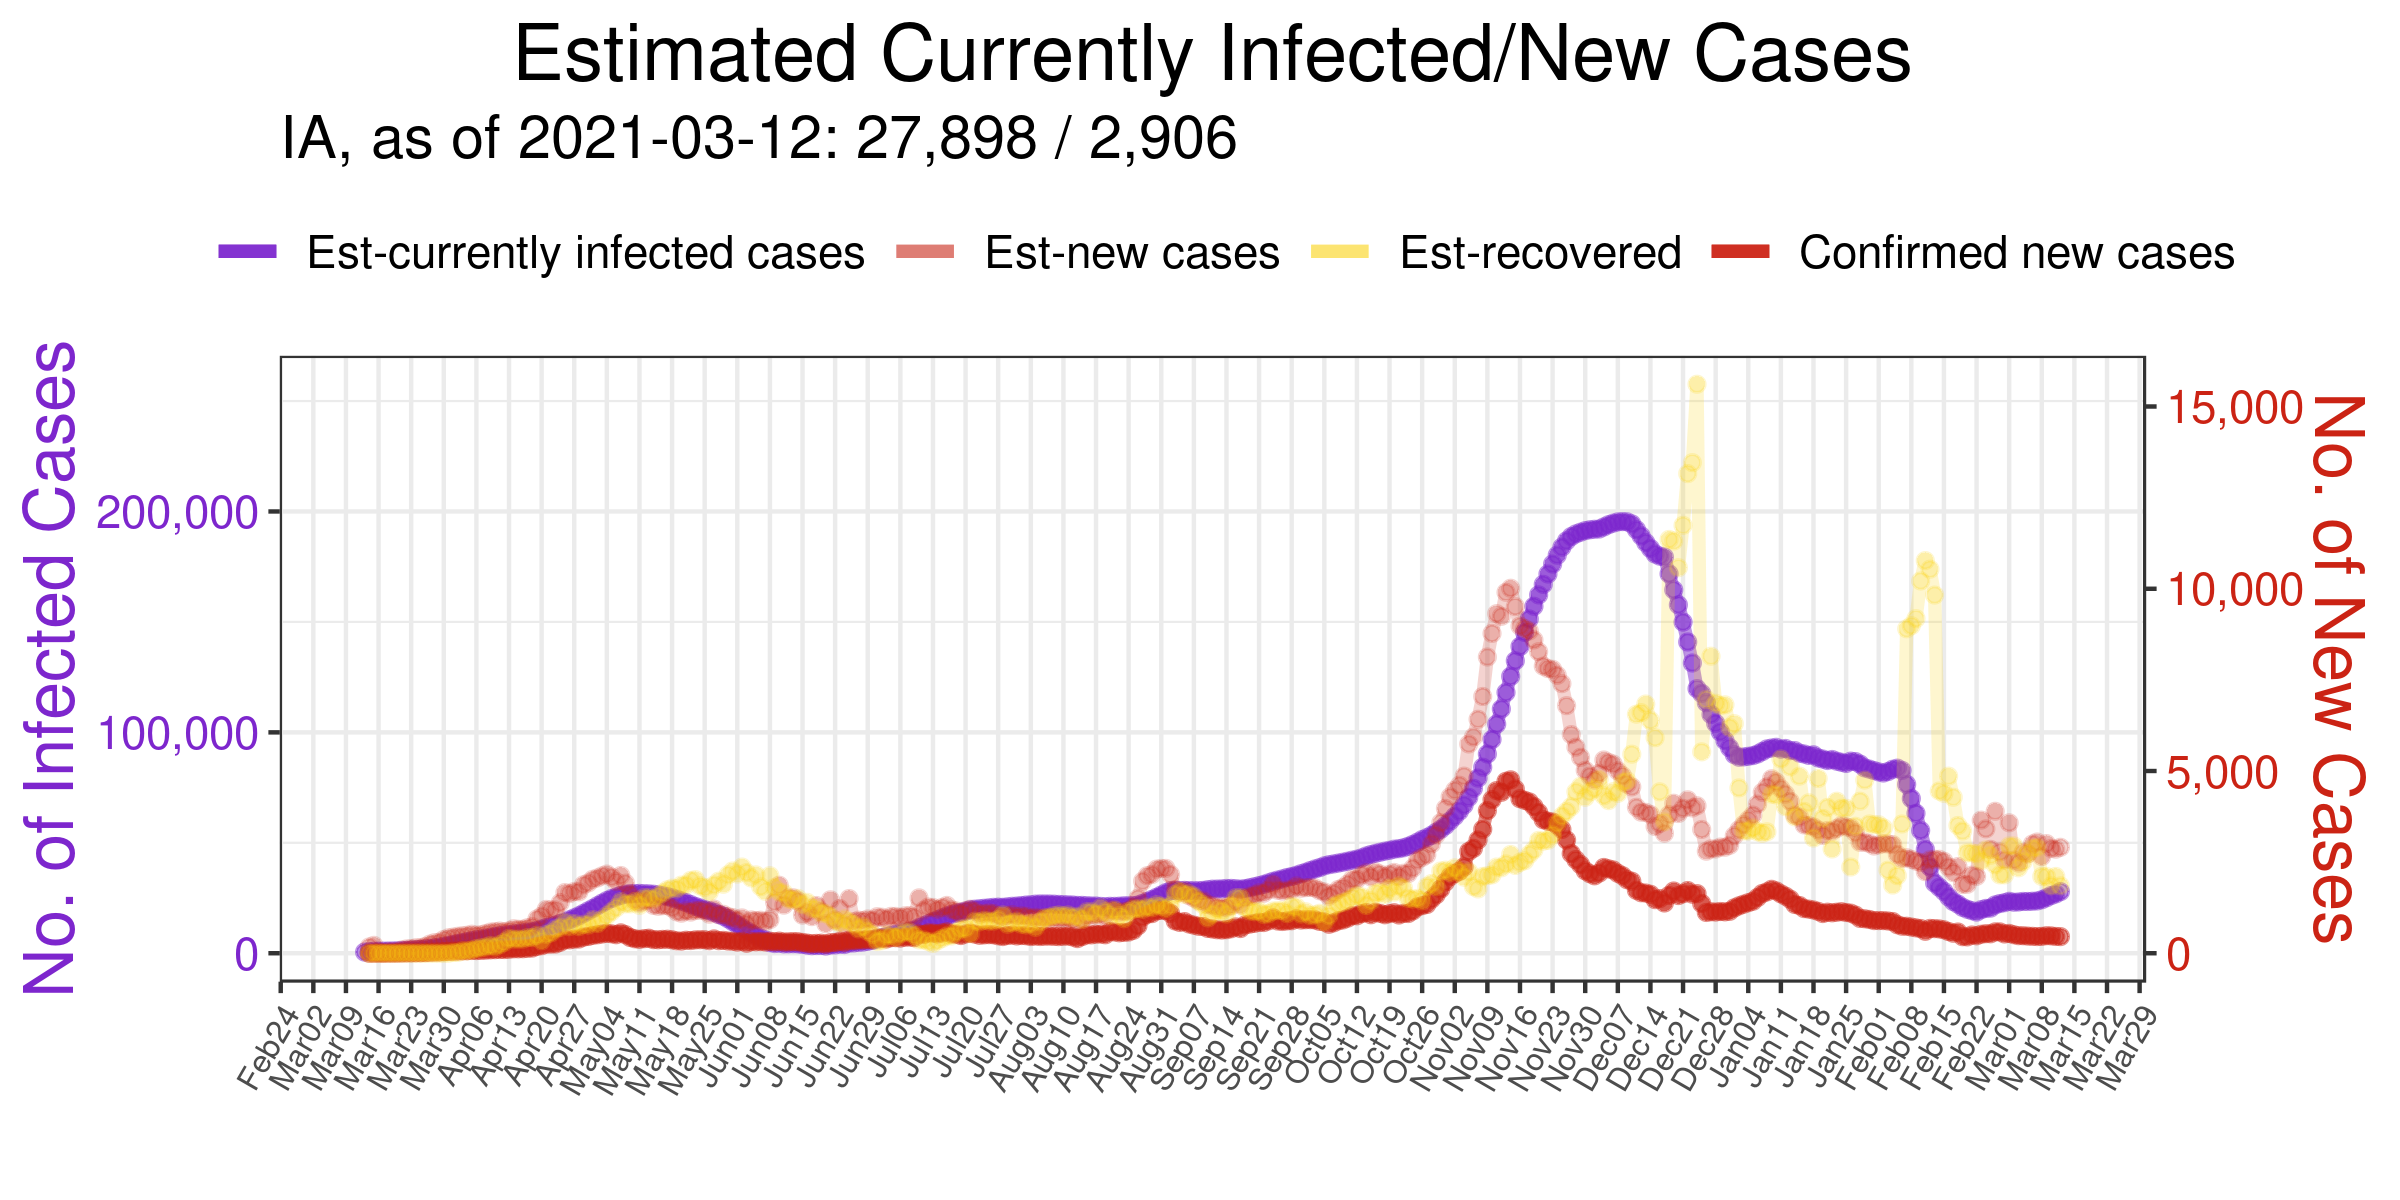 Estimated Currently Infected/New Cases
IA, as of 2021-03-12: 27,898 / 2,906
Est-currently infected cases Est-new cases Est-recovered Confirmed new cases
No. of Infected Cases
200,000
100,000
0
15,000
10,000
5,000
0
No. of New Cases
Feb24 Mar02 Mar09 Mar16 Mar23 Mar30 Apr06 Apr13 Apr20 Apr27 May04 May11 May18 May25 Jun01 Jun08 Jun15 Jun22 Jun29 Jul06 Jul13 Jul20 Jul27 Aug03 Aug10 Aug17 Aug24 Aug31 Sep07 Sep14 Sep21 Sep28 Oct05 Oct12 Oct19 Oct26 Nov02 Nov09 Nov16 Nov23 Nov30 Dec07 Dec14 Dec21 Dec28 Jan04 Jan11 Jan18 Jan25 Feb01 Feb08 Feb15 Feb22 Mar01 Mar08 Mar15 Mar22 Mar29